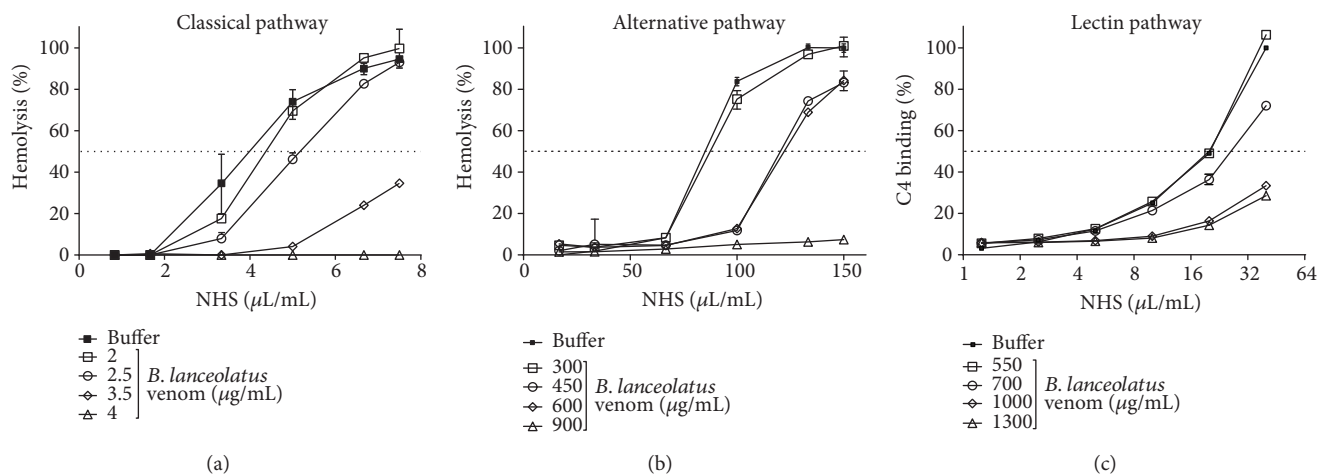 Classical pathway
Hemolysis (%)
100
80
60
40
20
0
0 2 4 6 8
NHS (μL/mL)
Buffer
2
2.5
3.5
4
B. lanceolatus
venom (μg/mL)
(a)
Alternative pathway
Hemolysis (%)
100
80
60
40
20
0
0 50 100 150
NHS (μL/mL)
Buffer
300
450
600
900
B. lanceolatus
venom (μg/mL)
(b)
Lectin pathway
C4 binding (%)
100
80
60
40
20
0
1 2 4 8 16 32 64
NHS (μL/mL)
Buffer
550
700
1000
1300
B. lanceolatus
venom (μg/mL)
(c)